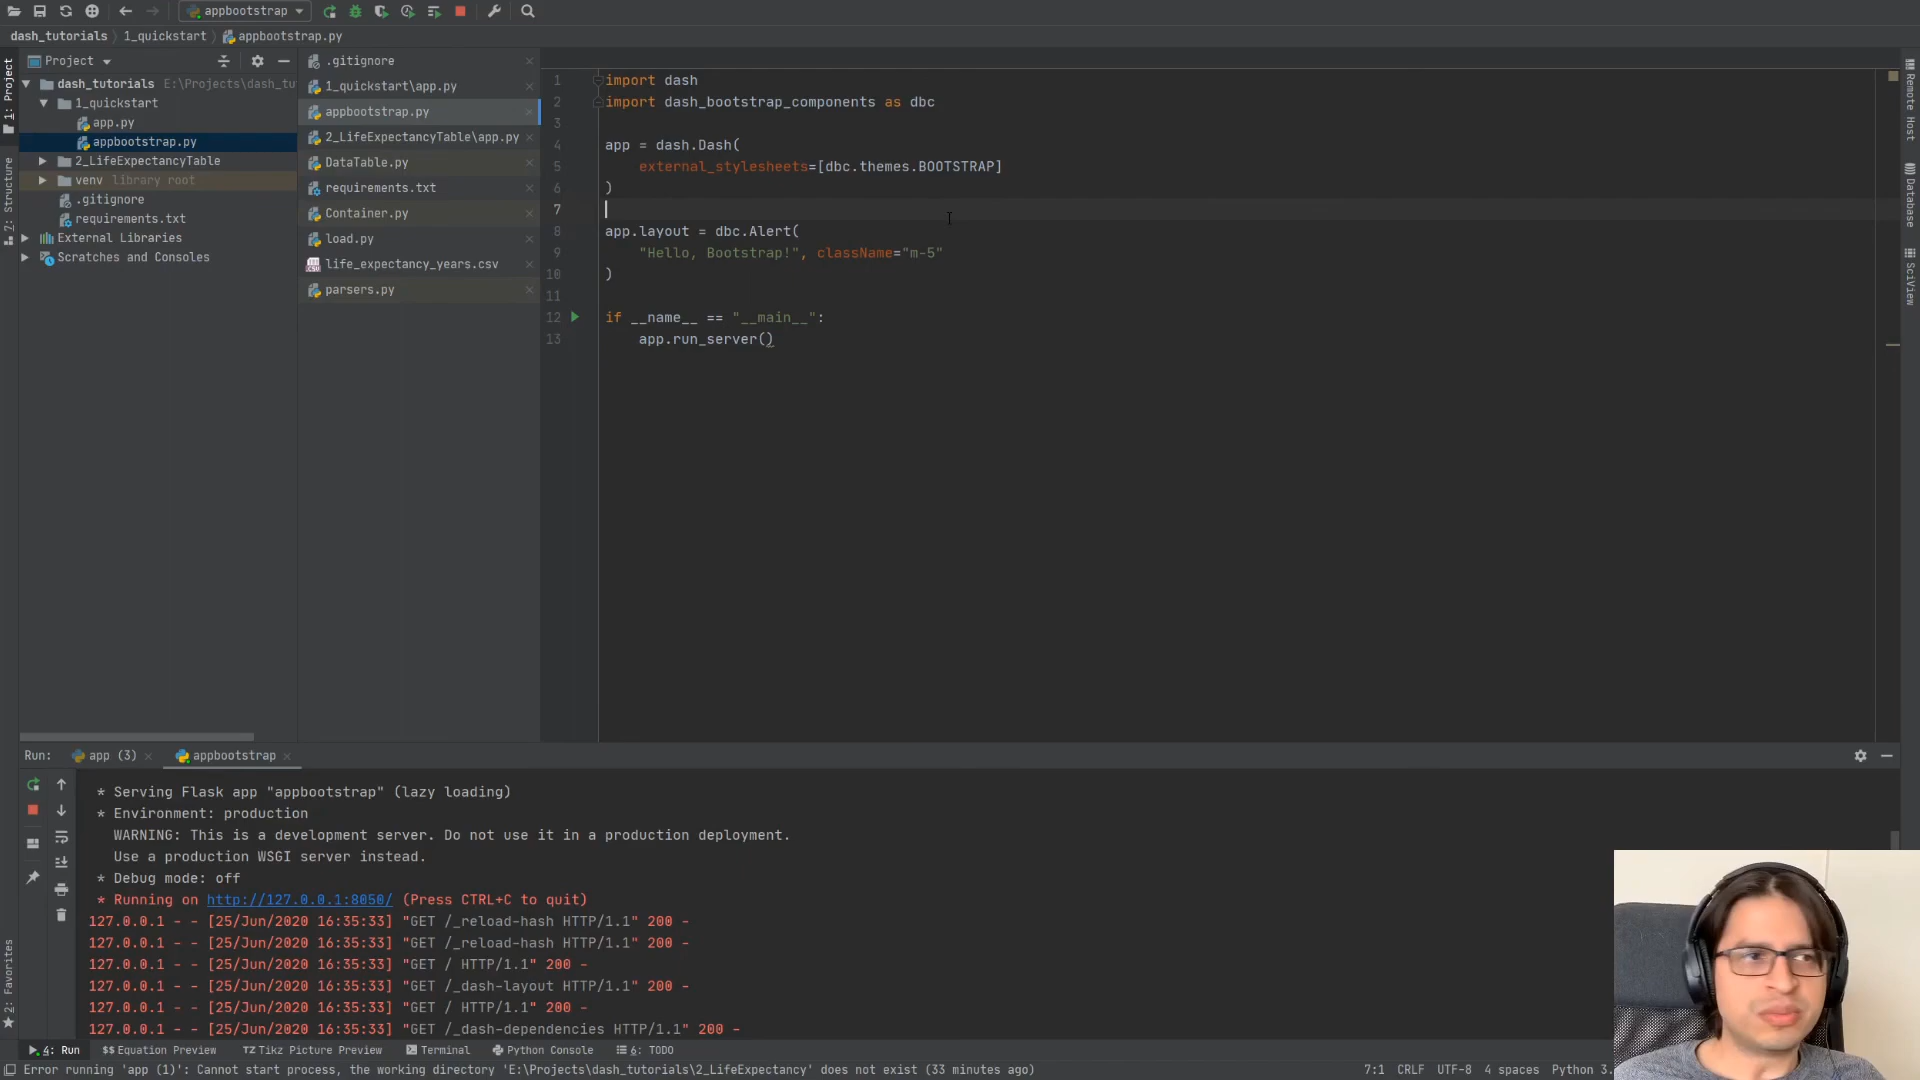 appbootstrap
dash_tutorials 1_quickstart appbootstrap.py
1: Project
7: Structure
2: Favorites
Project
dash_tutorials E:\Projects\dash_tu
1_quickstart
app.py
appbootstrap.py
2_LifeExpectancyTable
venv library root
.gitignore
requirements.txt
External Libraries
Scratches and Consoles
.gitignore
1_quickstart\app.py
appbootstrap.py
2_LifeExpectancyTable\app.py
DataTable.py
requirements.txt
Container.py
load.py
life_expectancy_years.csv
parsers.py
1 import dash
2 import dash_bootstrap_components as dbc
3
4 app = dash.Dash(
5 external_stylesheets=[dbc.themes.BOOTSTRAP]
6 )
7
8 app.layout = dbc.Alert(
9 "Hello, Bootstrap!", className="m-5"
10 )
11
12 if __name__ == "__main__":
13 app.run_server()
Remote Host
Database
SciView
Run: app (3) appbootstrap
* Serving Flask app "appbootstrap" (lazy loading)
* Environment: production
WARNING: This is a development server. Do not use it in a production deployment.
Use a production WSGI server instead.
* Debug mode: off
* Running on http://127.0.0.1:8050/ (Press CTRL+C to quit)
127.0.0.1 - - [25/Jun/2020 16:35:33] "GET /_reload-hash HTTP/1.1" 200 -
127.0.0.1 - - [25/Jun/2020 16:35:33] "GET /_reload-hash HTTP/1.1" 200 -
127.0.0.1 - - [25/Jun/2020 16:35:33] "GET / HTTP/1.1" 200 -
127.0.0.1 - - [25/Jun/2020 16:35:33] "GET /_dash-layout HTTP/1.1" 200 -
127.0.0.1 - - [25/Jun/2020 16:35:33] "GET / HTTP/1.1" 200 -
127.0.0.1 - - [25/Jun/2020 16:35:33] "GET /_dash-dependencies HTTP/1.1" 200 -
4: Run Equation Preview Tikz Picture Preview Terminal Python Console 6: TODO
Error running 'app (1)': Cannot start process, the working directory 'E:\Projects\dash_tutorials\2_LifeExpectancy' does not exist (33 minutes ago) 7:1 CRLF UTF-8 4 spaces Python 3.